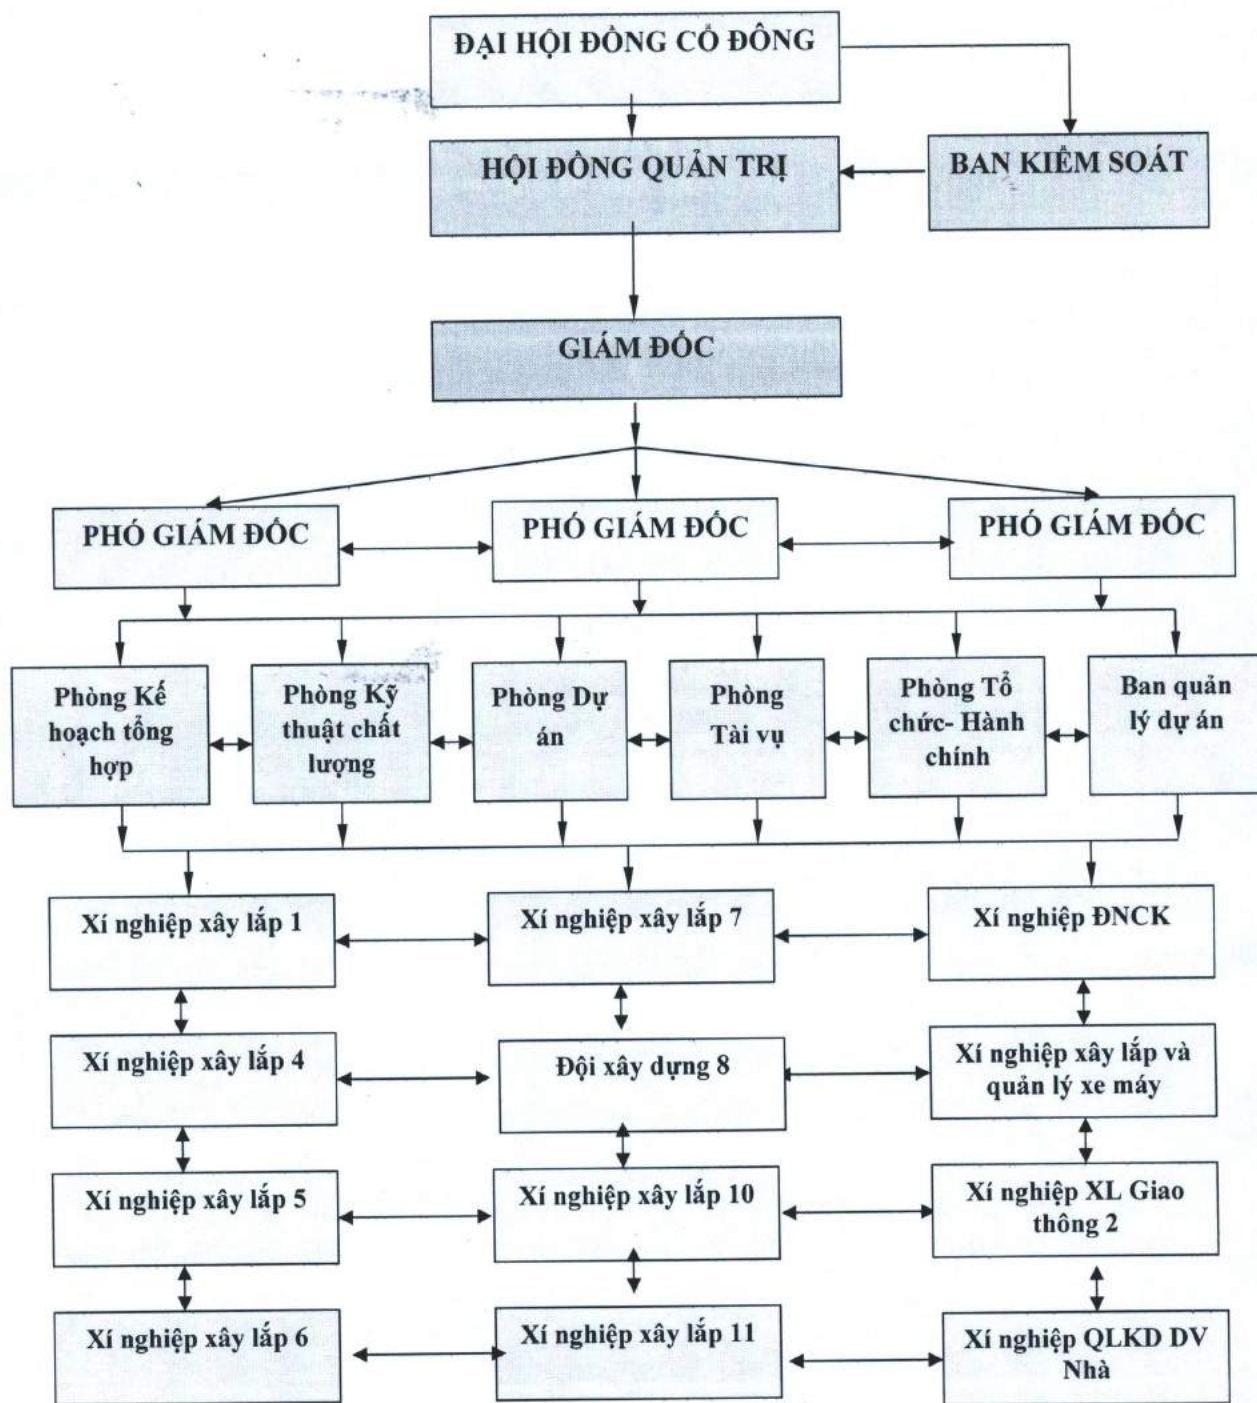 ĐẠI HỘI ĐỒNG CỔ ĐÔNG
HỘI ĐỒNG QUẢN TRỊ
BAN KIỂM SOÁT
GIÁM ĐỐC
PHÓ GIÁM ĐỐC
PHÓ GIÁM ĐỐC
PHÓ GIÁM ĐỐC
Phòng Kế
hoạch tổng
hợp
Phòng Kỹ
thuật chất
lượng
Phòng Dự
án
Phòng
Tài vụ
Phòng Tổ
chức- Hành
chính
Ban quản
lý dự án
Xí nghiệp xây lắp 1
Xí nghiệp xây lắp 7
Xí nghiệp ĐNCK
Xí nghiệp xây lắp 4
Đội xây dựng 8
Xí nghiệp xây lắp và
quản lý xe máy
Xí nghiệp xây lắp 5
Xí nghiệp xây lắp 10
Xí nghiệp XL Giao
thông 2
Xí nghiệp xây lắp 6
Xí nghiệp xây lắp 11
Xí nghiệp QLKD DV
Nhà